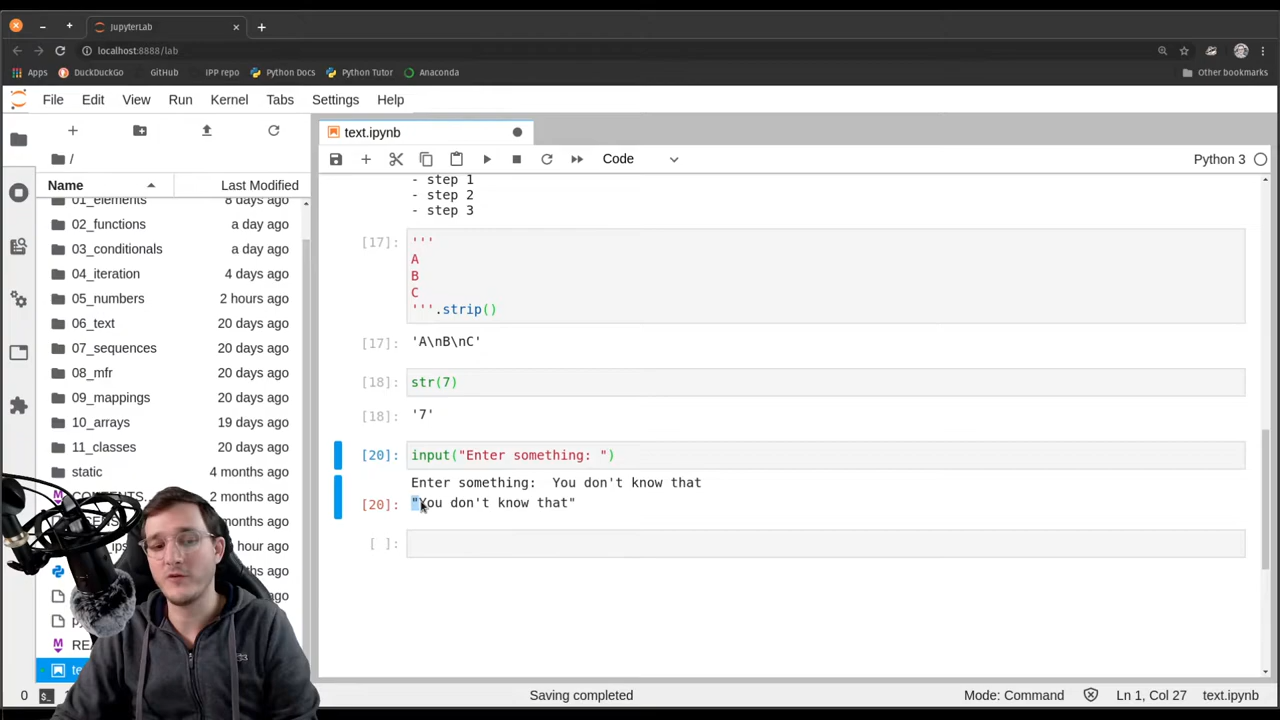 JupyterLab
localhost:8888/lab
Apps DuckDuckGo GitHub IPP repo Python Docs Python Tutor Anaconda Other bookmarks
File Edit View Run Kernel Tabs Settings Help
text.ipynb
/
Code Python 3
Name Last Modified
01_elements 8 days ago
02_functions a day ago
03_conditionals a day ago
04_iteration 4 days ago
05_numbers 2 hours ago
06_text 20 days ago
07_sequences 20 days ago
08_mfr 20 days ago
09_mappings 20 days ago
10_arrays 19 days ago
11_classes 20 days ago
static 4 months ago
2 months ago
ago
hour ago
ago
ago
- step 1
- step 2
- step 3
[17]: '''
A
B
C
'''.strip()
[17]: 'A\nB\nC'
[18]: str(7)
[18]: '7'
[20]: input("Enter something: ")
Enter something:  You don't know that
[20]: "You don't know that"
[ ]:
0 Saving completed Mode: Command Ln 1, Col 27 text.ipynb